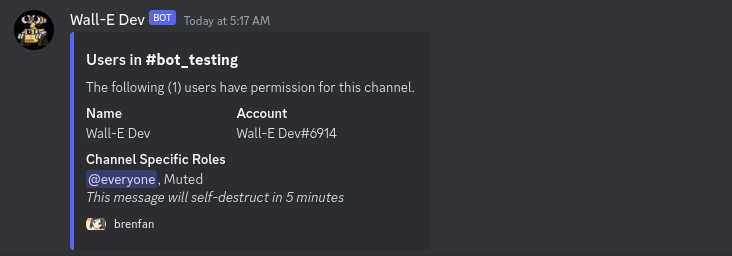 Wall-E Dev BOT Today at 5:17 AM
Users in #bot_testing
The following (1) users have permission for this channel.
Name Account
Wall-E Dev Wall-E Dev#6914
Channel Specific Roles
@everyone, Muted
This message will self-destruct in 5 minutes
brenfan